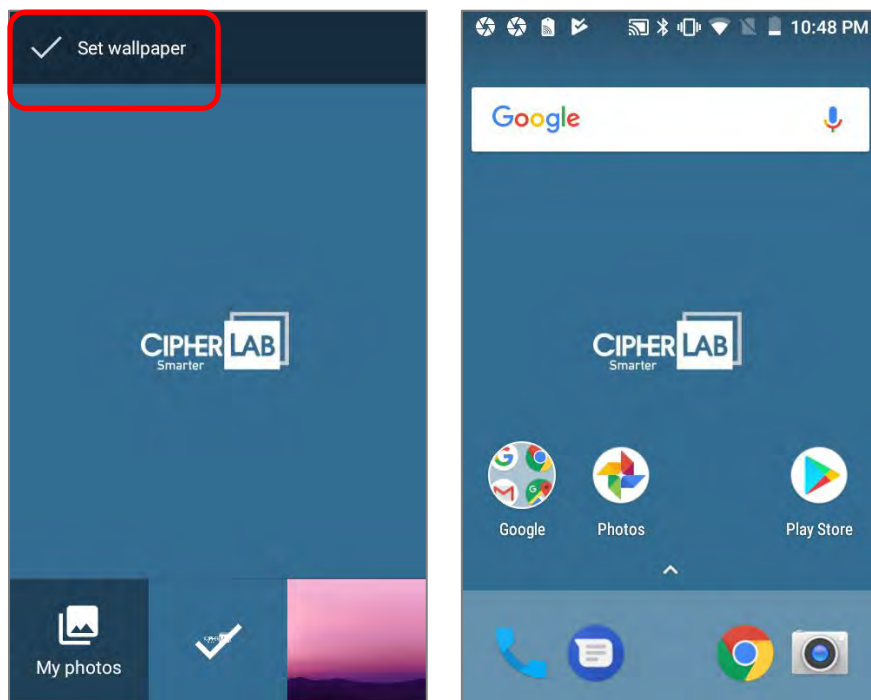 Set wallpaper
CIPHERLAB
Smarter
My photos
10:48 PM
Google
CIPHERLAB
Smarter
Google
Photos
Play Store